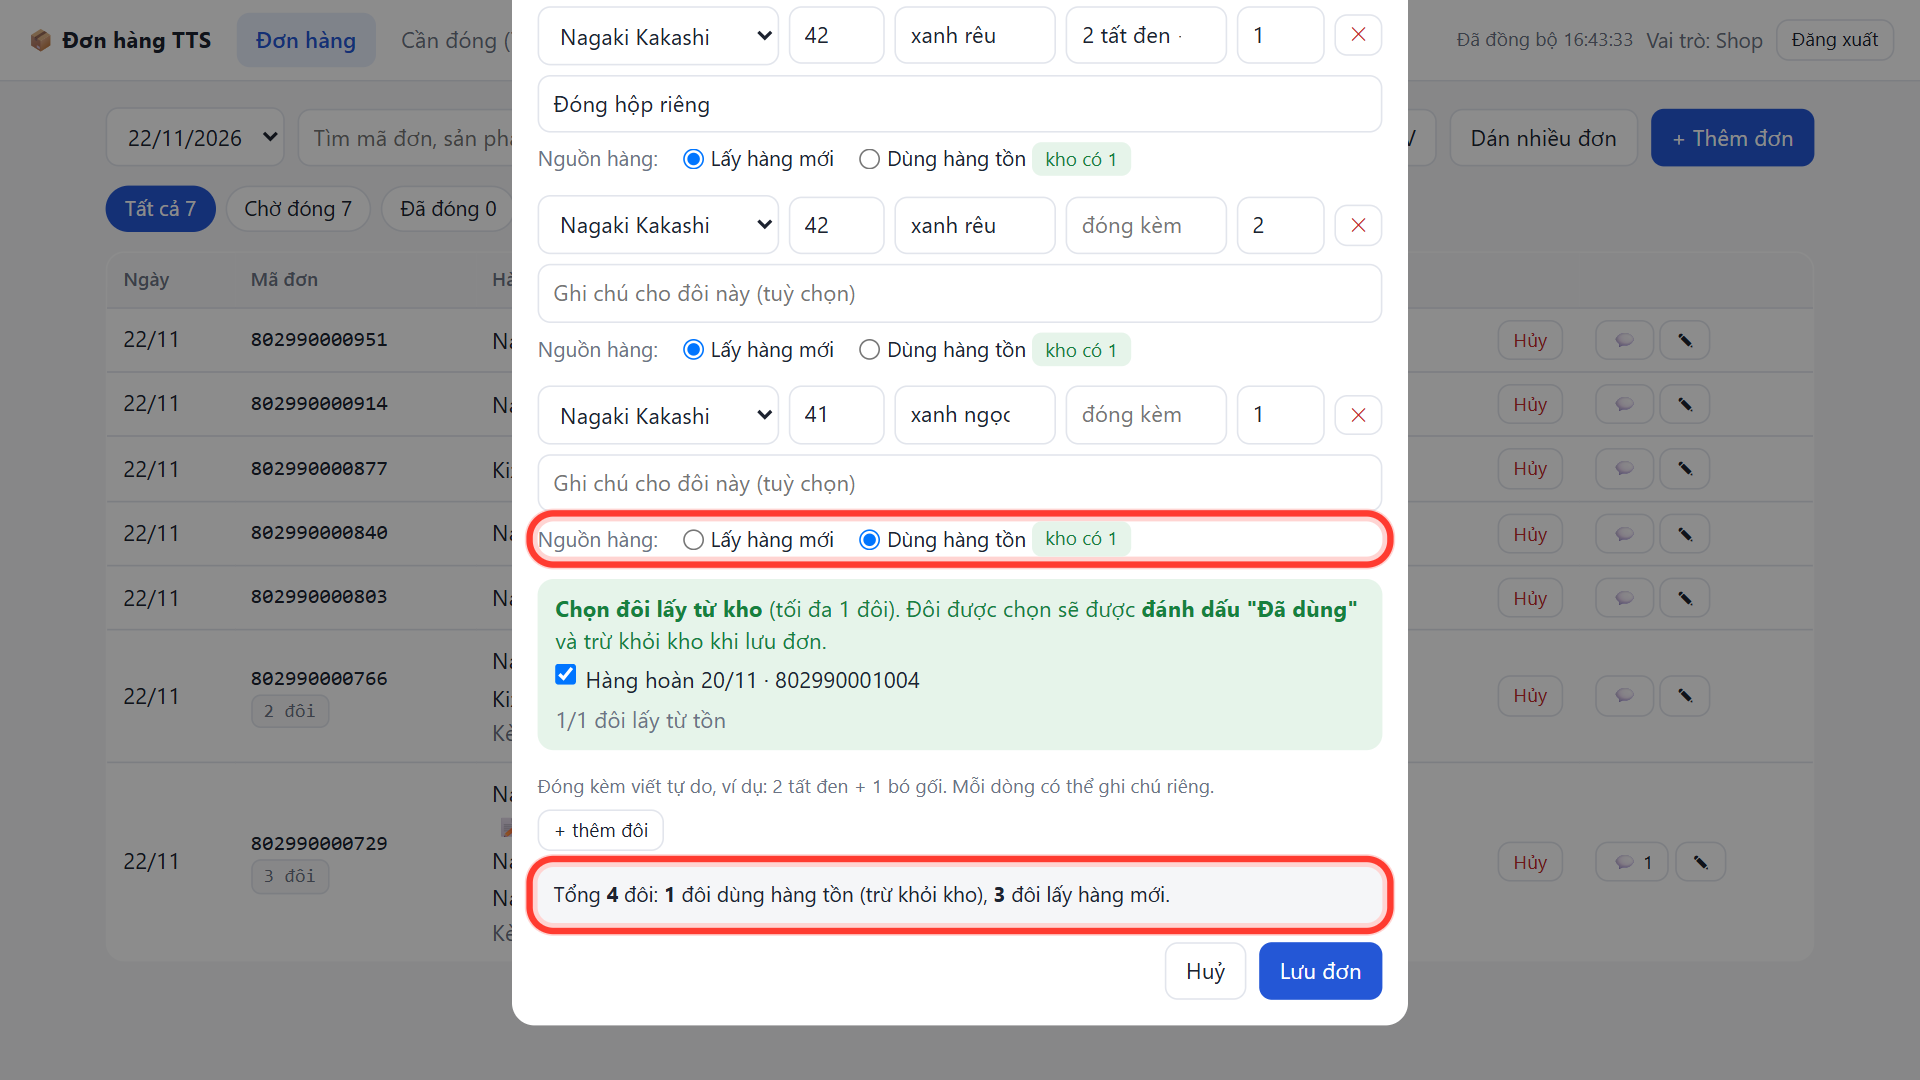 Đơn hàng TTS
Đơn hàng
Cần đóng (
Đã đồng bộ 16:43:33
Vai trò: Shop
Đăng xuất
22/11/2026
Tìm mã đơn, sản ph
Dán nhiều đơn
+ Thêm đơn
Tất cả 7
Chờ đóng 7
Đã đóng 0
Ngày
Mã đơn
22/11
802990000951
Hủy
22/11
802990000914
Hủy
22/11
802990000877
Hủy
22/11
802990000840
Hủy
22/11
802990000803
Hủy
22/11
802990000766
2 đôi
Hủy
22/11
802990000729
3 đôi
Hủy
1
Nagaki Kakashi
42
xanh rêu
2 tất đen
1
Đóng hộp riêng
Nguồn hàng:
Lấy hàng mới
Dùng hàng tồn
kho có 1
Nagaki Kakashi
42
xanh rêu
đóng kèm
2
Ghi chú cho đôi này (tuỳ chọn)
Nguồn hàng:
Lấy hàng mới
Dùng hàng tồn
kho có 1
Nagaki Kakashi
41
xanh ngọc
đóng kèm
1
Ghi chú cho đôi này (tuỳ chọn)
Nguồn hàng:
Lấy hàng mới
Dùng hàng tồn
kho có 1
Chọn đôi lấy từ kho (tối đa 1 đôi). Đôi được chọn sẽ được đánh dấu "Đã dùng"
và trừ khỏi kho khi lưu đơn.
Hàng hoàn 20/11 · 802990001004
1/1 đôi lấy từ tồn
Đóng kèm viết tự do, ví dụ: 2 tất đen + 1 bó gối. Mỗi dòng có thể ghi chú riêng.
+ thêm đôi
Tổng 4 đôi: 1 đôi dùng hàng tồn (trừ khỏi kho), 3 đôi lấy hàng mới.
Huỷ
Lưu đơn